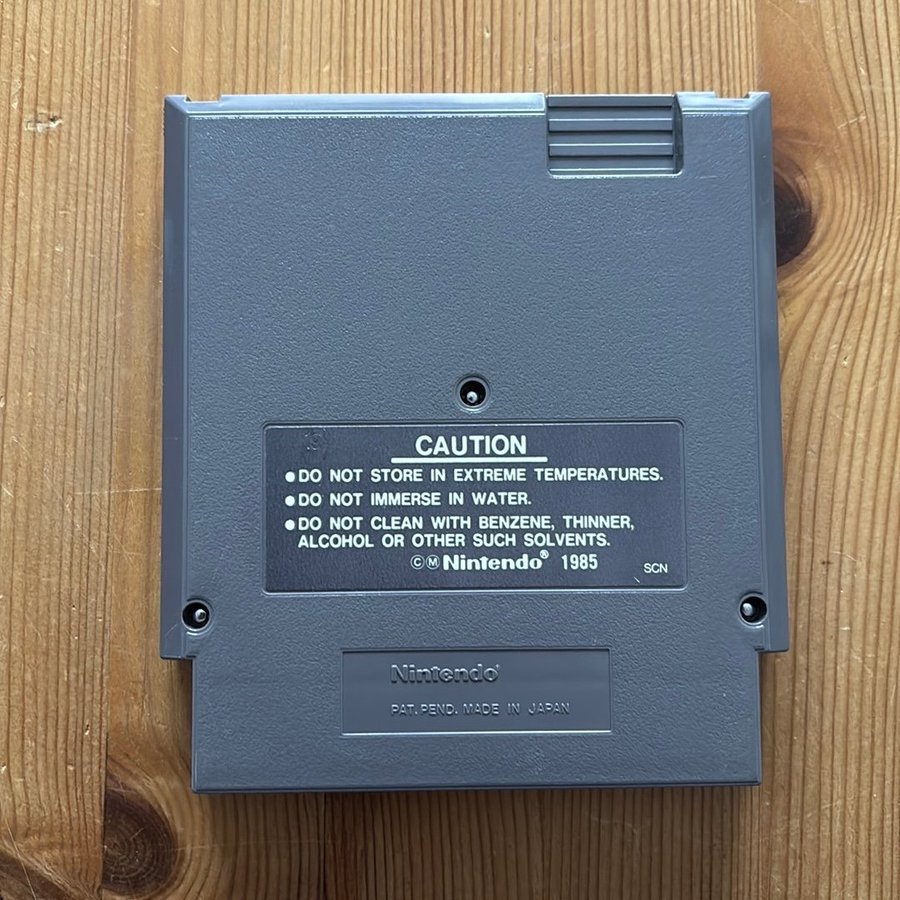 CAUTION
●DO NOT STORE IN EXTREME TEMPERATURES.
●DO NOT IMMERSE IN WATER.
●DO NOT CLEAN WITH BENZENE, THINNER,
ALCOHOL OR OTHER SUCH SOLVENTS.
ⒸⓂNintendo® 1985
SCN
Nintendo®
PAT. PEND. MADE IN JAPAN